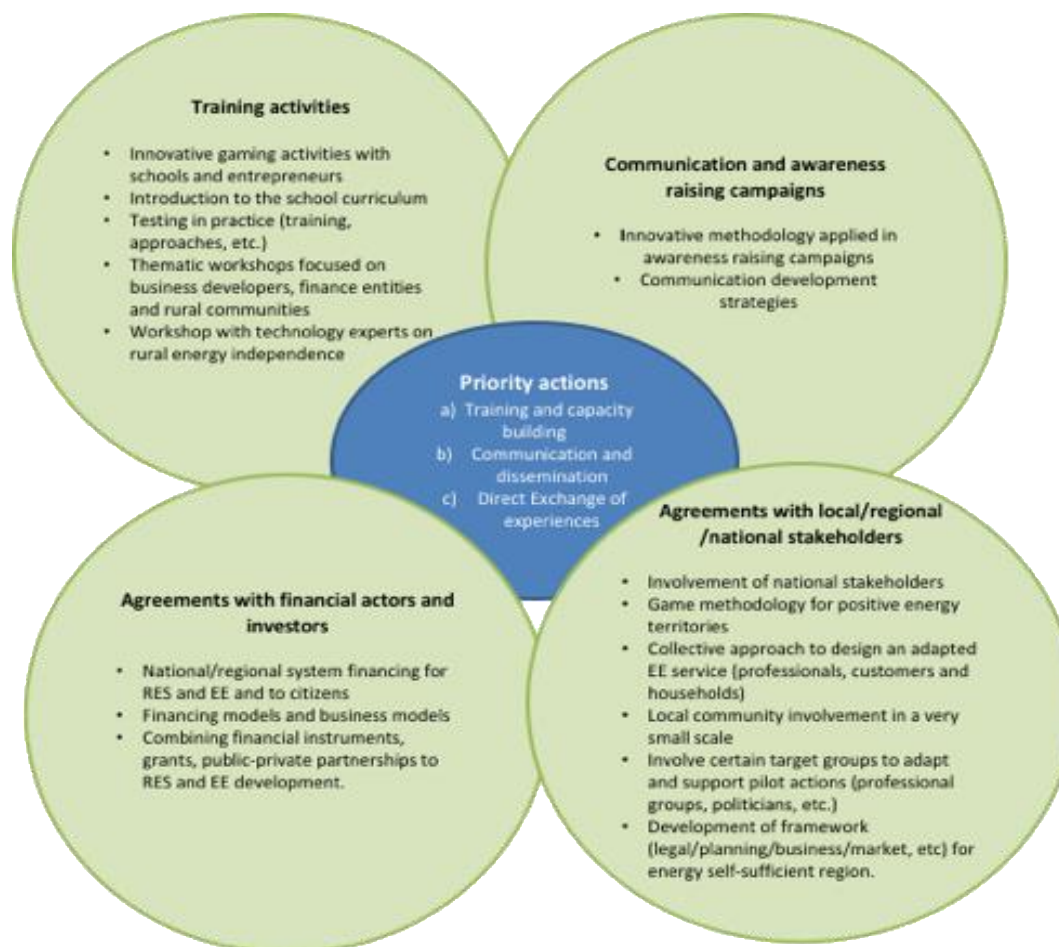 Training activities
• Innovative gaming activities with
schools and entrepreneurs
• Introduction to the school curriculum
• Testing in practice (training,
approaches, etc.)
• Thematic workshops focused on
business developers, finance entities
and rural communities
• Workshop with technology experts on
rural energy independence
Communication and awareness
raising campaigns
• Innovative methodology applied in
awareness raising campaigns
• Communication development
strategies
Priority actions
a) Training and capacity
building
b) Communication and
dissemination
c) Direct Exchange of
experiences
Agreements with financial actors and
investors
• National/regional system financing for
RES and EE and to citizens
• Financing models and business models
• Combining financial instruments,
grants, public-private partnerships to
RES and EE development.
Agreements with local/regional
/national stakeholders
• Involvement of national stakeholders
• Game methodology for positive energy
territories
• Collective approach to design an adapted
EE service (professionals, customers and
households)
• Local community involvement in a very
small scale
• Involve certain target groups to adapt
and support pilot actions (professional
groups, politicians, etc.)
• Development of framework
(legal/planning/business/market, etc) for
energy self-sufficient region.